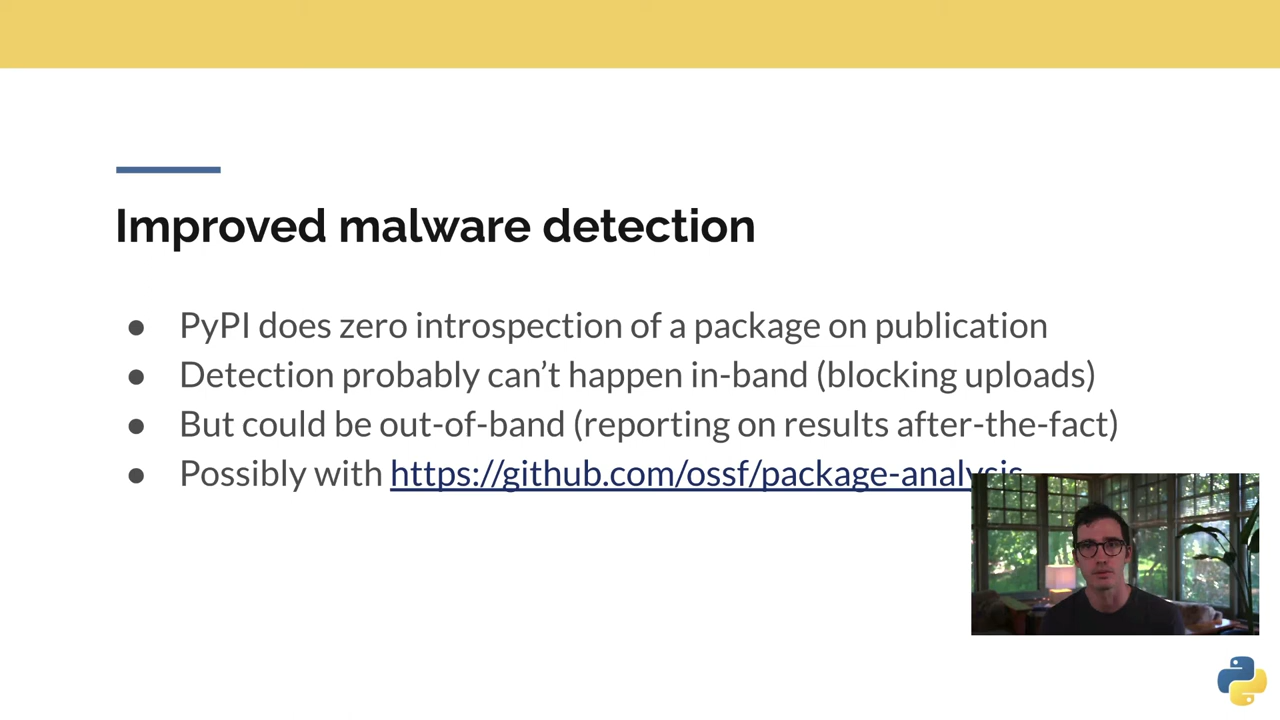 Improved malware detection
● PyPI does zero introspection of a package on publication
● Detection probably can’t happen in-band (blocking uploads)
● But could be out-of-band (reporting on results after-the-fact)
● Possibly with https://github.com/ossf/package-analysis